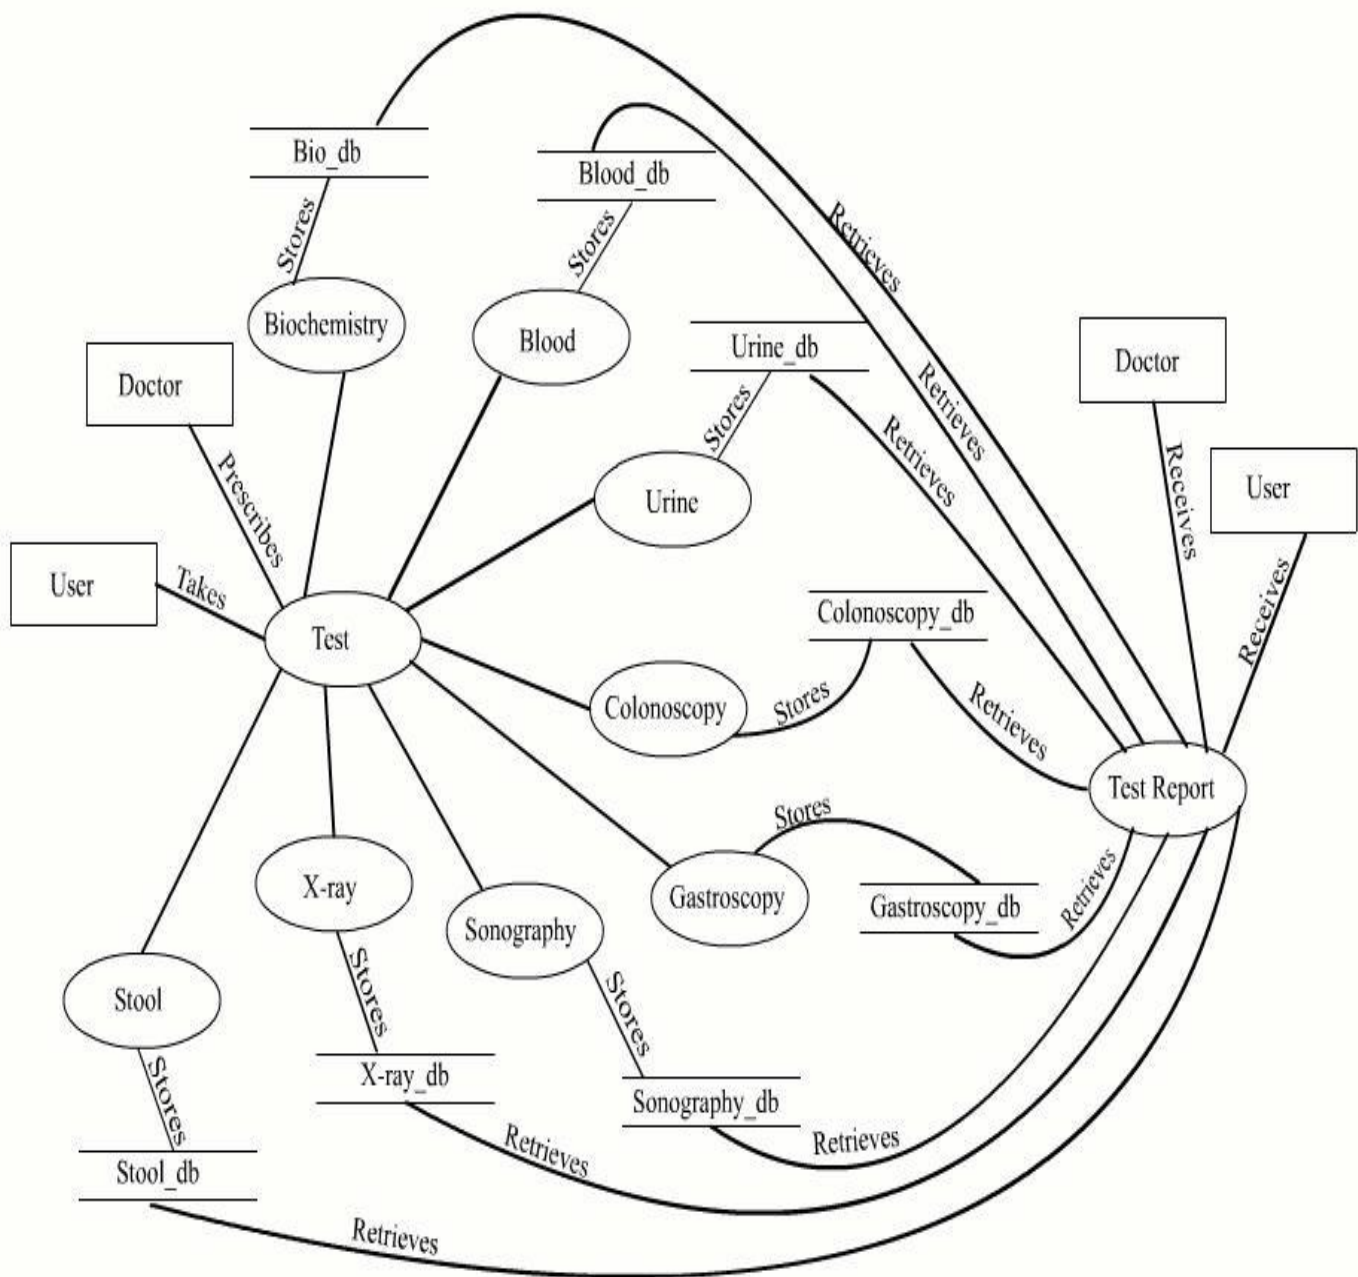 Bio_db
Blood_db
Stores
Stores
Retrieves
Biochemistry
Blood
Urine_db
Doctor
Doctor
Retrieves
Stores
Retrieves
Receives
User
Prescribes
Urine
User
Takes
Test
Colonoscopy_db
Receives
Colonoscopy
Stores
Retrieves
Test Report
Stores
X-ray
Gastroscopy
Gastroscopy_db
Retrieves
Sonography
Stool
Stores
Stores
X-ray_db
Stores
Sonography_db
Retrieves
Retrieves
Stool_db
Retrieves